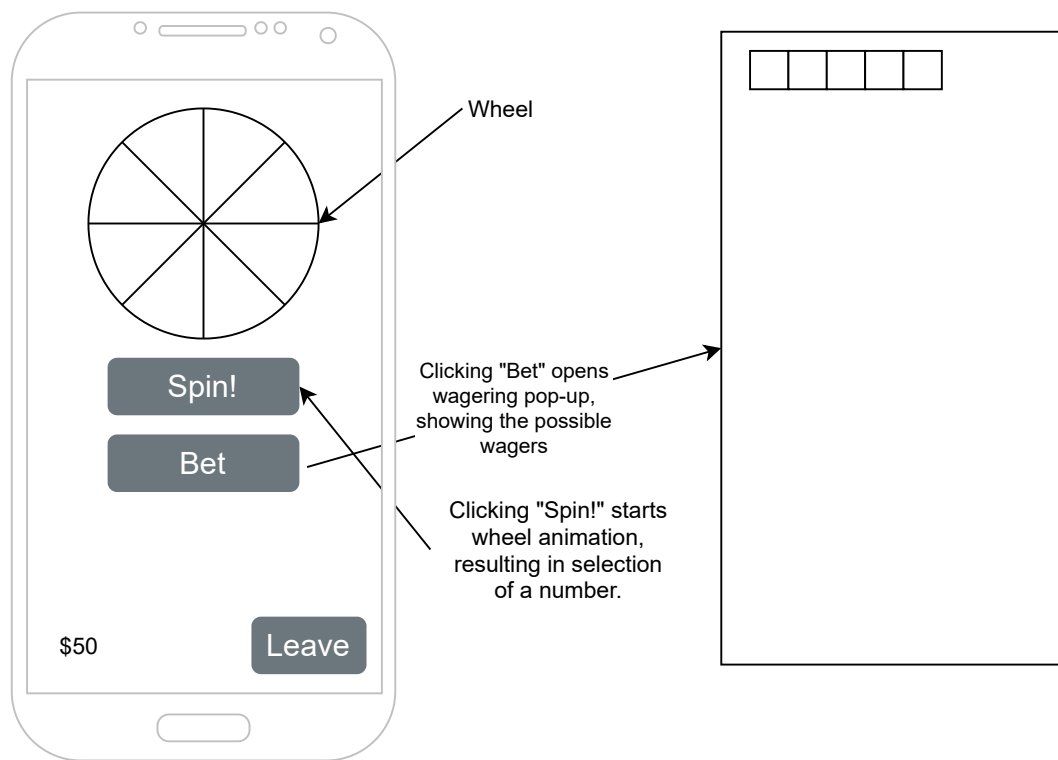 Wheel
Spin!
Clicking "Bet" opens
wagering pop-up,
showing the possible
wagers
Bet
Clicking "Spin!" starts
wheel animation,
resulting in selection
of a number.
$50
Leave